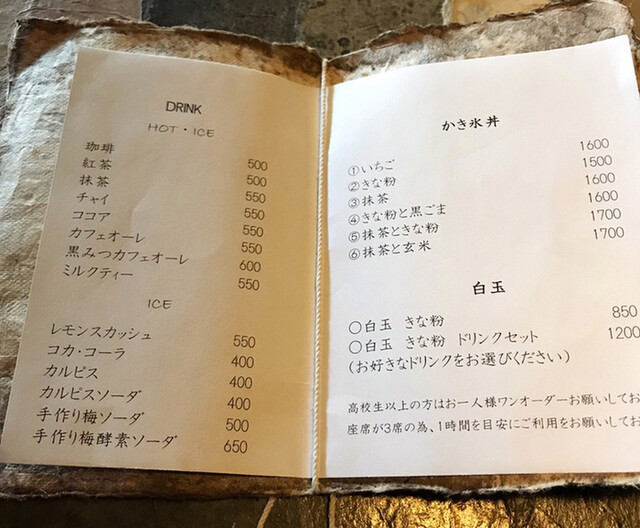 DRINK
HOT・ICE
珈琲 500
紅茶 500
抹茶 550
チャイ 550
ココア 550
カフェオーレ 550
黒みつカフェオーレ 600
ミルクティー 550
ICE
レモンスカッシュ 550
コカ・コーラ 400
カルピス 400
カルピスソーダ 400
手作り梅ソーダ 500
手作り梅酵素ソーダ 650
かき氷丼
①いちご 1600
②きな粉 1500
③抹茶 1600
④きな粉と黒ごま 1600
⑤抹茶ときな粉 1700
⑥抹茶と玄米 1700
白玉
○白玉 きな粉 850
○白玉 きな粉 ドリンクセット 1200
(お好きなドリンクをお選びください)
高校生以上の方はお一人様ワンオーダーお願いしてお
座席が3席の為、1時間を目安にご利用をお願いしてお